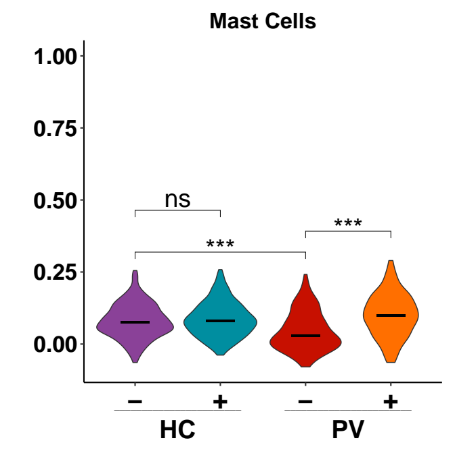 Mast Cells
1.00
0.75
0.50
ns
***
***
0.25
0.00
− + − +
HC PV